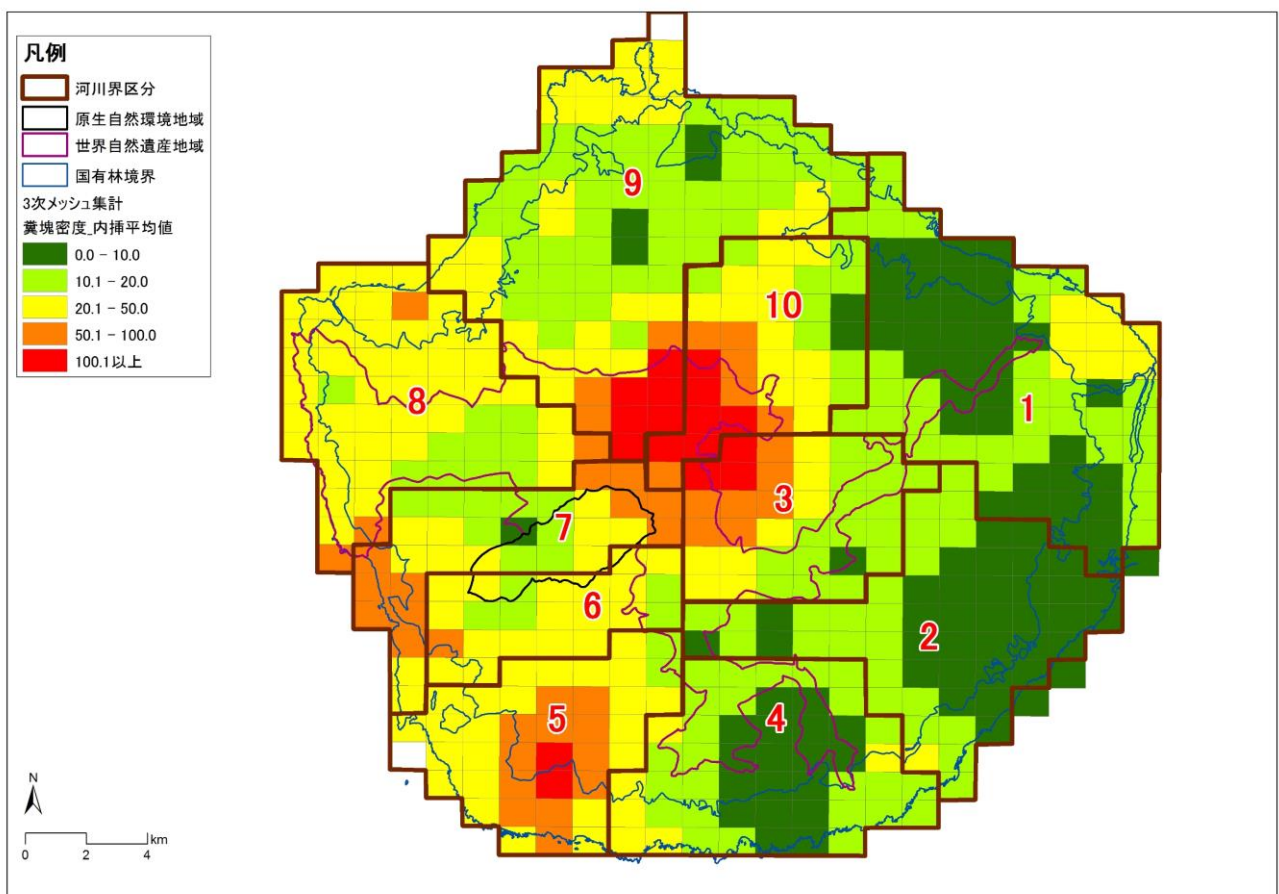 凡例
河川界区分
原生自然環境地域
世界自然遺産地域
国有林境界
3次メッシュ集計
糞塊密度_内挿平均値
0.0 - 10.0
10.1 - 20.0
20.1 - 50.0
50.1 - 100.0
100.1以上
9
10
8
1
3
7
6
2
5
4
N
0 2 4 km